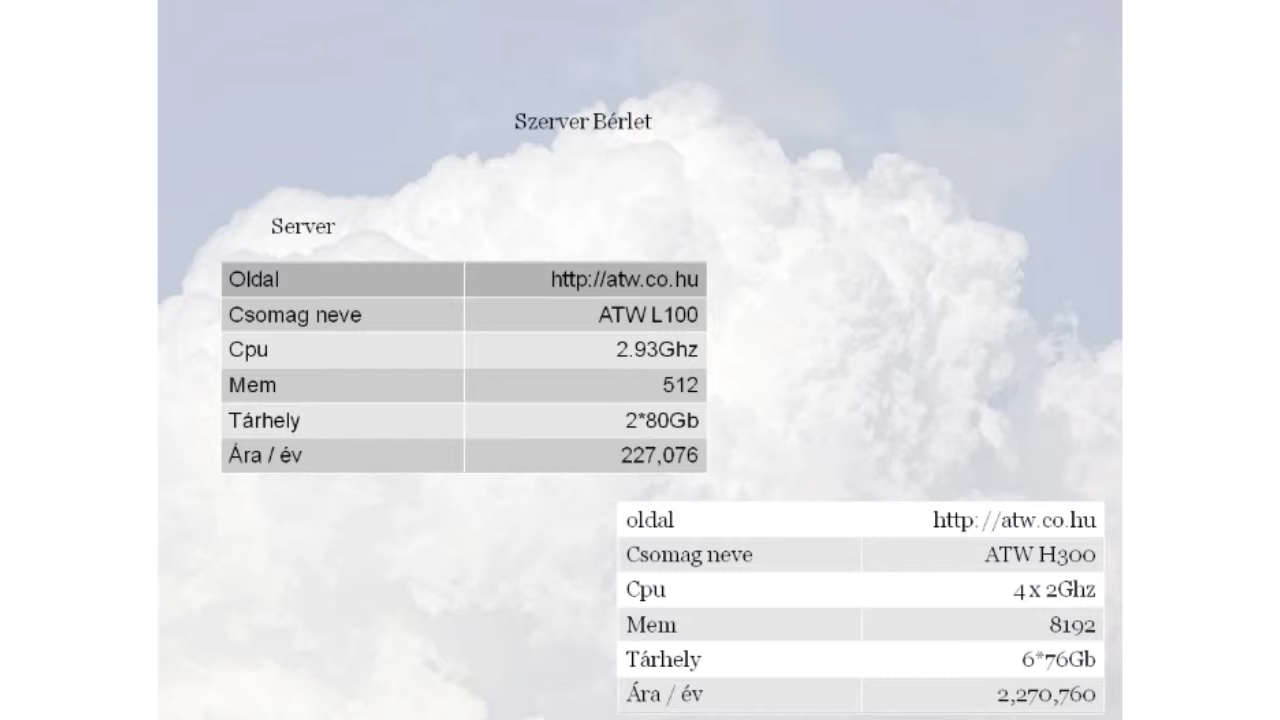 Szerver Bérlet
Server
Oldal http://atw.co.hu
Csomag neve ATW L100
Cpu 2.93Ghz
Mem 512
Tárhely 2*80Gb
Ára / év 227,076
oldal http://atw.co.hu
Csomag neve ATW H300
Cpu 4 x 2Ghz
Mem 8192
Tárhely 6*76Gb
Ára / év 2,270,760